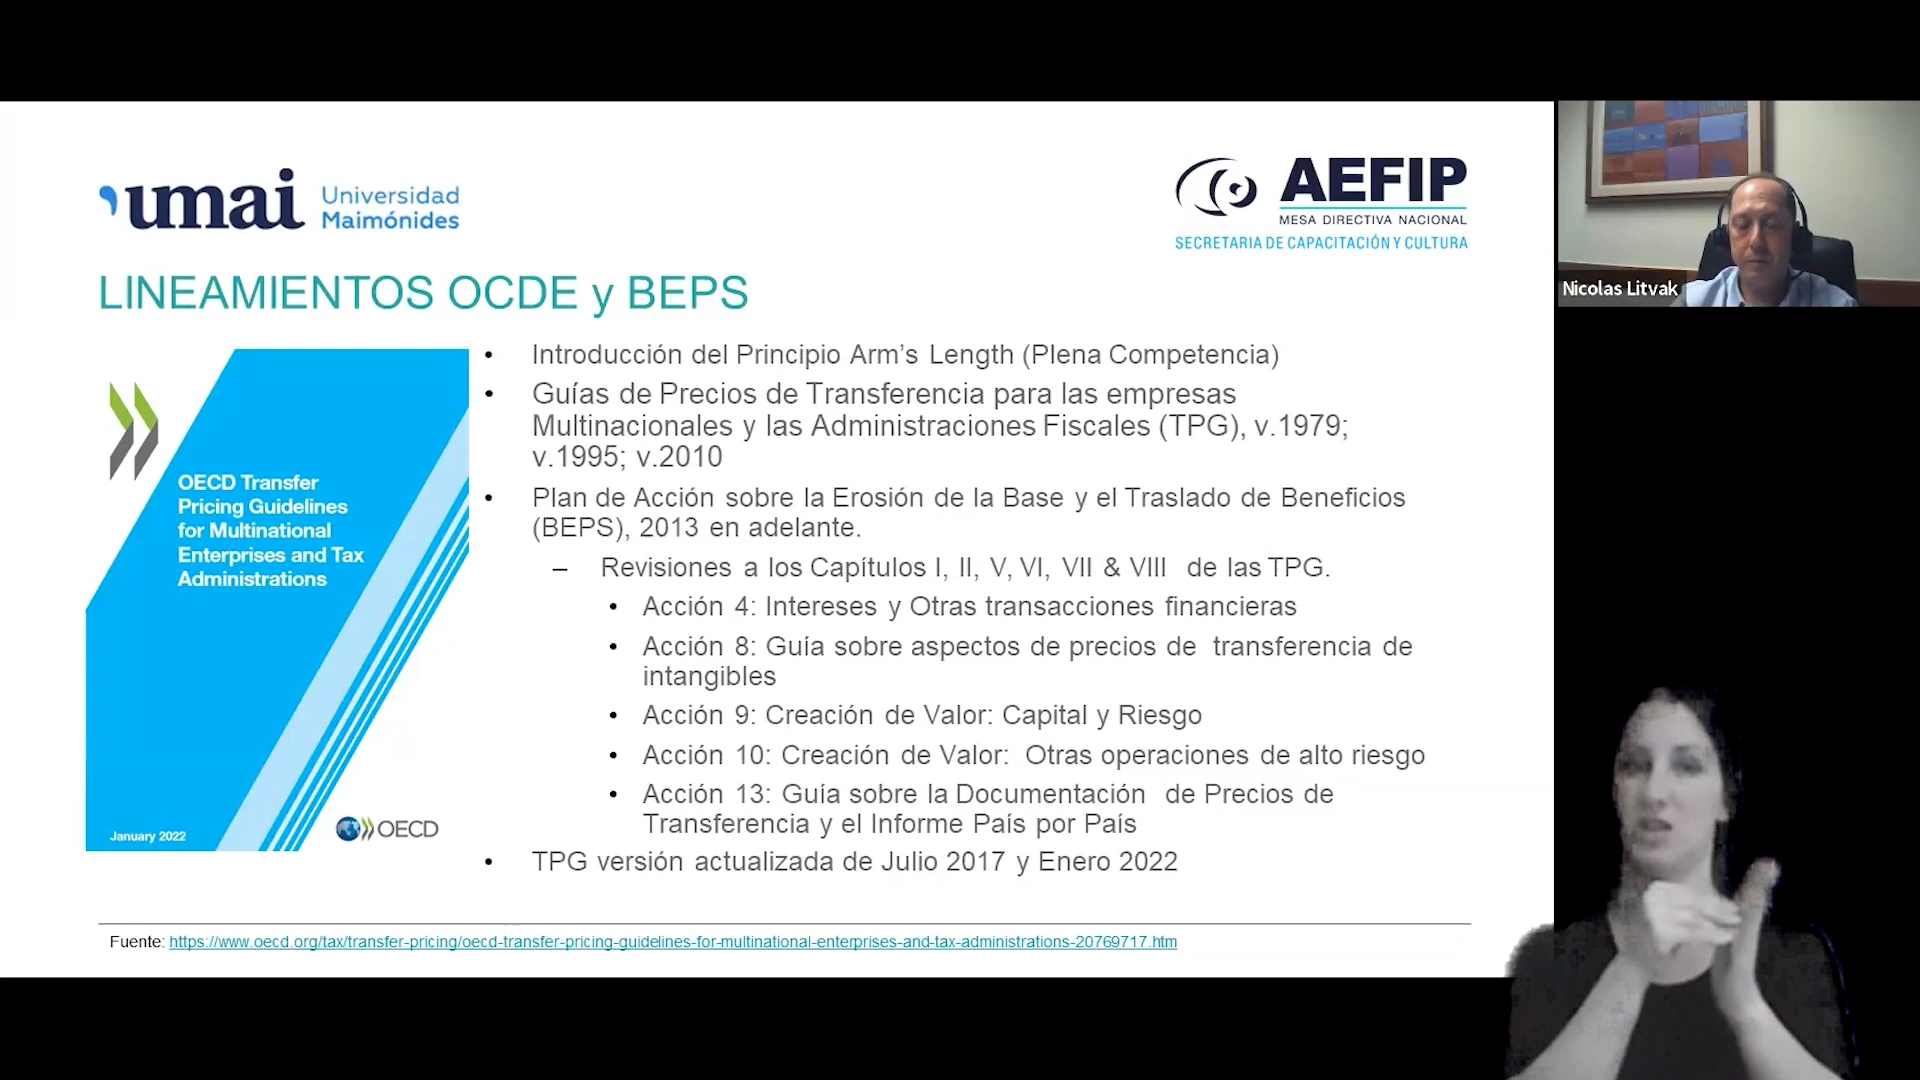 umai Universidad Maimónides
AEFIP
MESA DIRECTIVA NACIONAL
SECRETARIA DE CAPACITACIÓN Y CULTURA
LINEAMIENTOS OCDE y BEPS
OECD Transfer
Pricing Guidelines
for Multinational
Enterprises and Tax
Administrations
January 2022
OECD
• Introducción del Principio Arm's Length (Plena Competencia)
• Guías de Precios de Transferencia para las empresas
Multinacionales y las Administraciones Fiscales (TPG), v.1979;
v.1995; v.2010
• Plan de Acción sobre la Erosión de la Base y el Traslado de Beneficios
(BEPS), 2013 en adelante.
– Revisiones a los Capítulos I, II, V, VI, VII & VIII de las TPG.
• Acción 4: Intereses y Otras transacciones financieras
• Acción 8: Guía sobre aspectos de precios de transferencia de
intangibles
• Acción 9: Creación de Valor: Capital y Riesgo
• Acción 10: Creación de Valor: Otras operaciones de alto riesgo
• Acción 13: Guía sobre la Documentación de Precios de
Transferencia y el Informe País por País
• TPG versión actualizada de Julio 2017 y Enero 2022
Fuente: https://www.oecd.org/tax/transfer-pricing/oecd-transfer-pricing-guidelines-for-multinational-enterprises-and-tax-administrations-20769717.htm
Nicolas Litvak